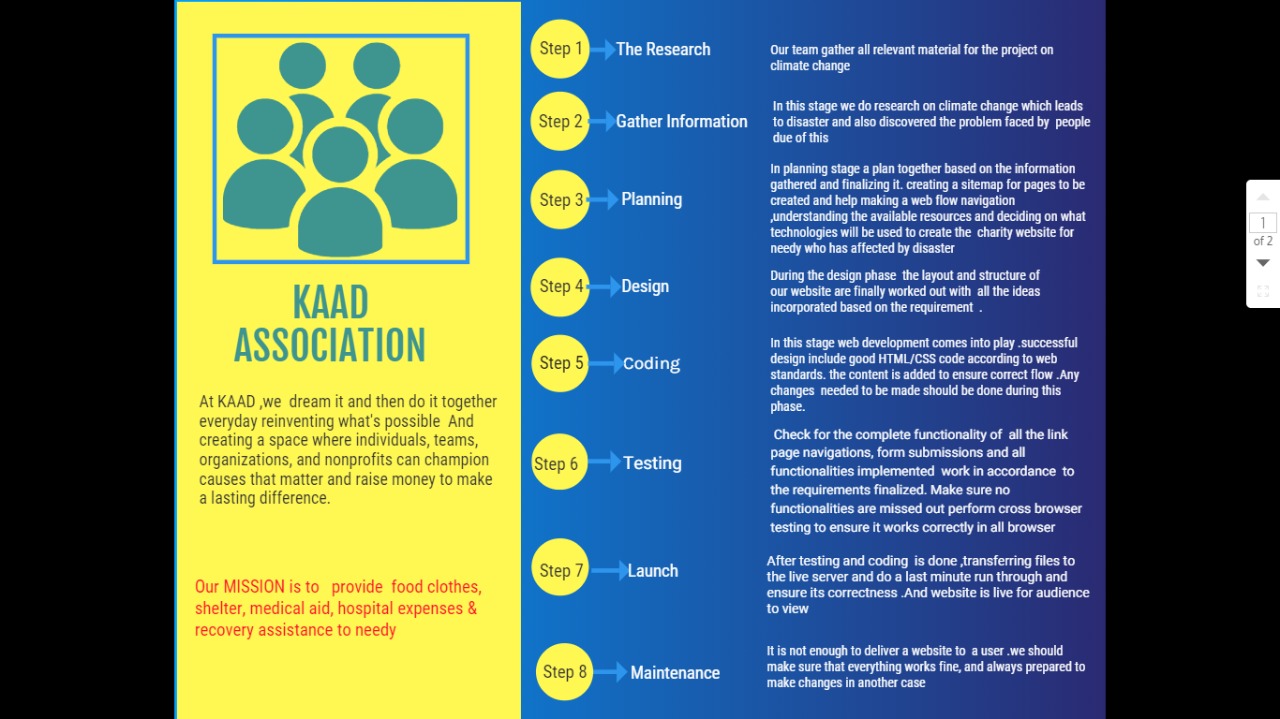 KAAD
ASSOCIATION
At KAAD ,we dream it and then do it together
everyday reinventing what's possible And
creating a space where individuals, teams,
organizations, and nonprofits can champion
causes that matter and raise money to make
a lasting difference.
Our MISSION is to provide food clothes,
shelter, medical aid, hospital expenses &
recovery assistance to needy
Step 1
The Research
Our team gather all relevant material for the project on
climate change
Step 2
Gather Information
In this stage we do research on climate change which leads
to disaster and also discovered the problem faced by people
due of this
Step 3
Planning
In planning stage a plan together based on the information
gathered and finalizing it. creating a sitemap for pages to be
created and help making a web flow navigation
,understanding the available resources and deciding on what
technologies will be used to create the charity website for
needy who has affected by disaster
Step 4
Design
During the design phase the layout and structure of
our website are finally worked out with all the ideas
incorporated based on the requirement .
Step 5
Coding
In this stage web development comes into play .successful
design include good HTML/CSS code according to web
standards. the content is added to ensure correct flow .Any
changes needed to be made should be done during this
phase.
Step 6
Testing
Check for the complete functionality of all the link
page navigations, form submissions and all
functionalities implemented work in accordance to
the requirements finalized. Make sure no
functionalities are missed out perform cross browser
testing to ensure it works correctly in all browser
Step 7
Launch
After testing and coding is done ,transferring files to
the live server and do a last minute run through and
ensure its correctness .And website is live for audience
to view
Step 8
Maintenance
It is not enough to deliver a website to a user .we should
make sure that everything works fine, and always prepared to
make changes in another case
1
of 2